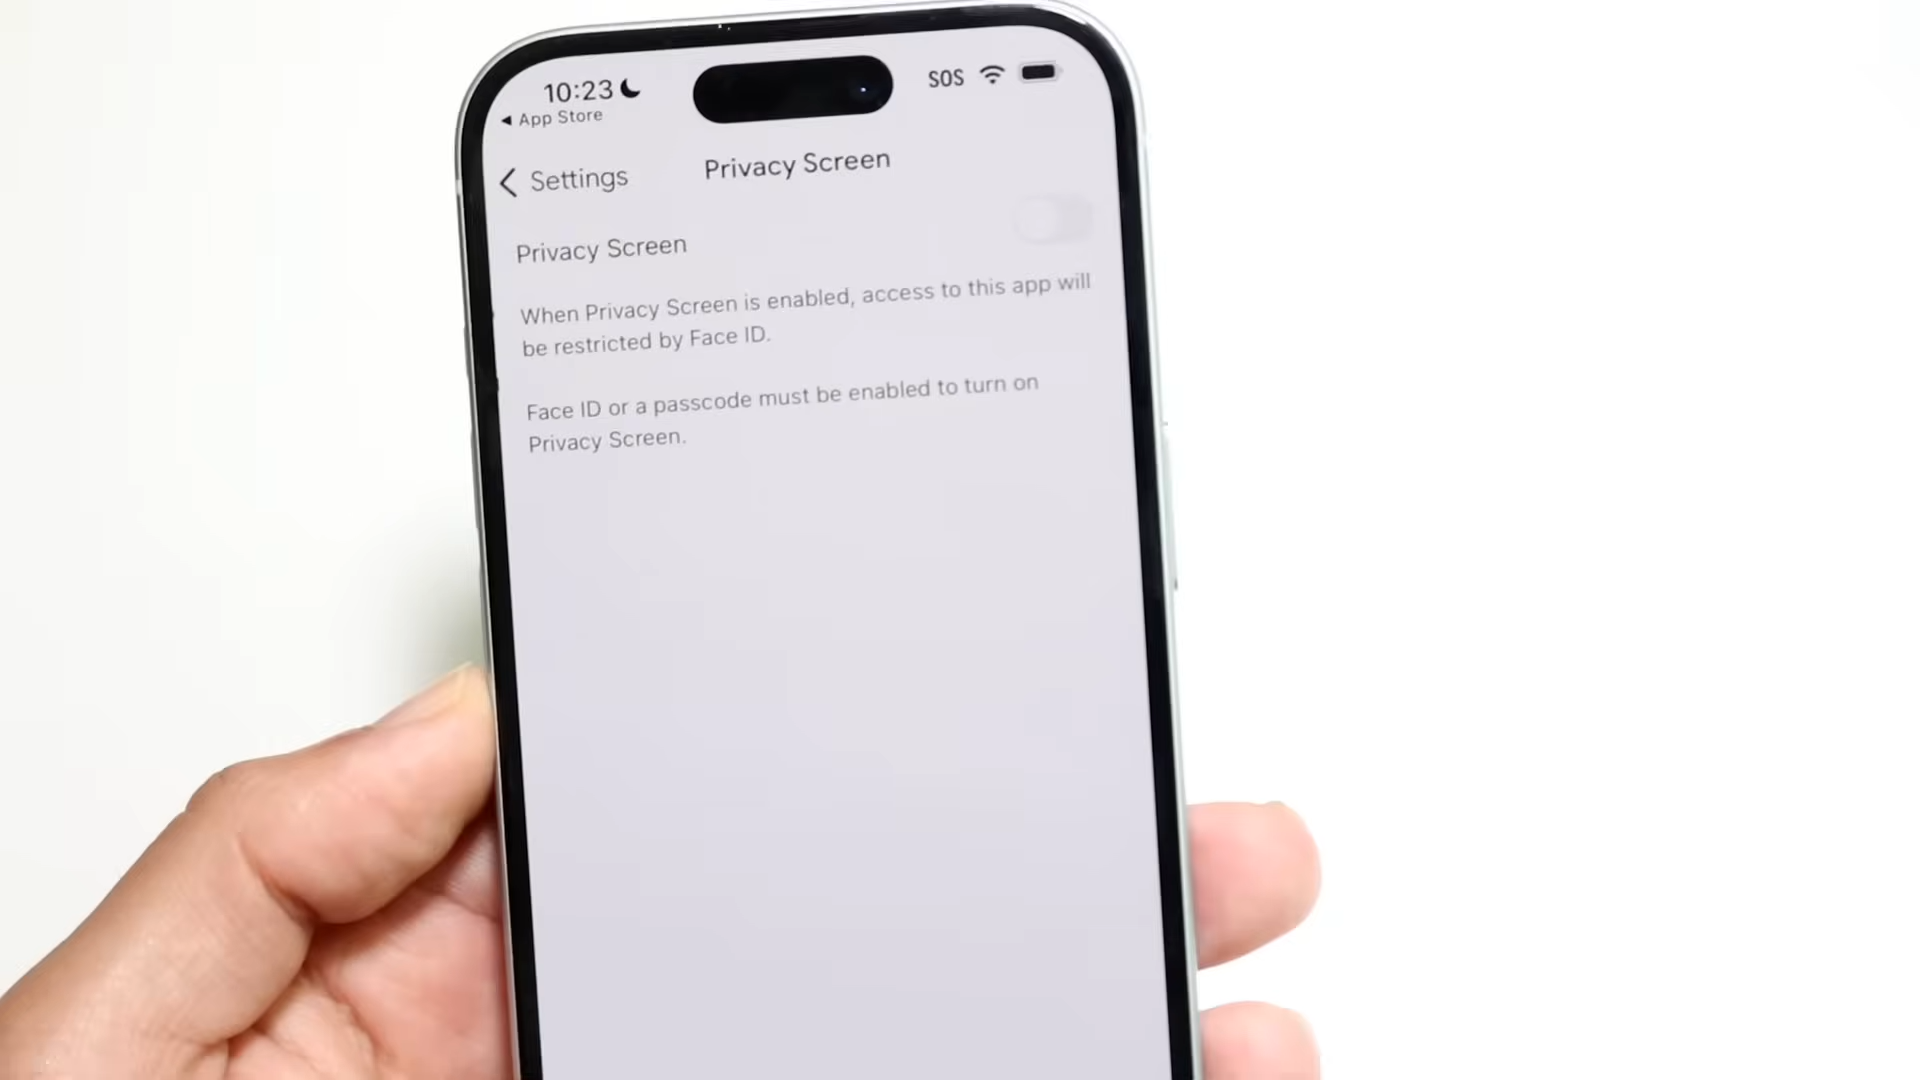 10:23
SOS
◀ App Store
Settings
Privacy Screen
Privacy Screen
When Privacy Screen is enabled, access to this app will
be restricted by Face ID.
Face ID or a passcode must be enabled to turn on
Privacy Screen.